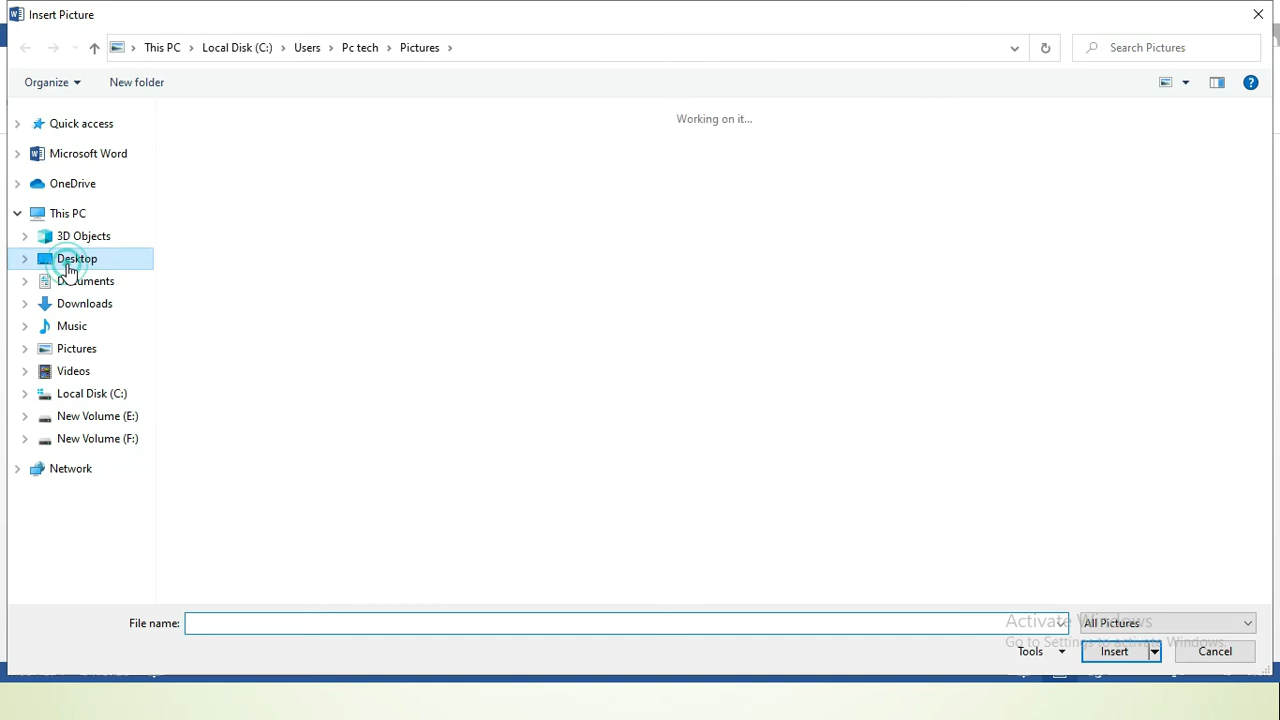 Insert Picture
This PC > Local Disk (C:) > Users > Pc tech > Pictures >
Search Pictures
Organize
New folder
Working on it...
Quick access
Microsoft Word
OneDrive
This PC
3D Objects
Desktop
Documents
Downloads
Music
Pictures
Videos
Local Disk (C:)
New Volume (E:)
New Volume (F:)
Network
File name:
All Pictures
Activate Windows
Go to Settings to activate Windows.
Tools
Insert
Cancel